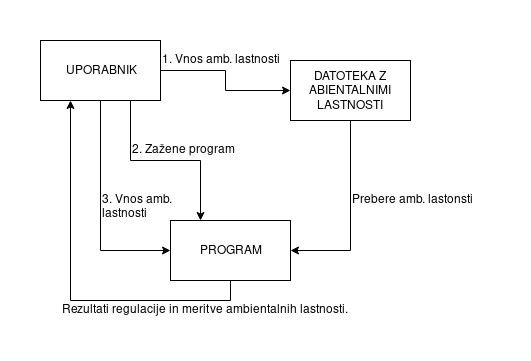 UPORABNIK
1. Vnos amb. lastnosti
DATOTEKA Z
ABIENTALNIMI
LASTNOSTI
2. Zažene program
3. Vnos amb.
lastnosti
Prebere amb. lastonsti
PROGRAM
Rezultati regulacije in meritve ambientalnih lastnosti.